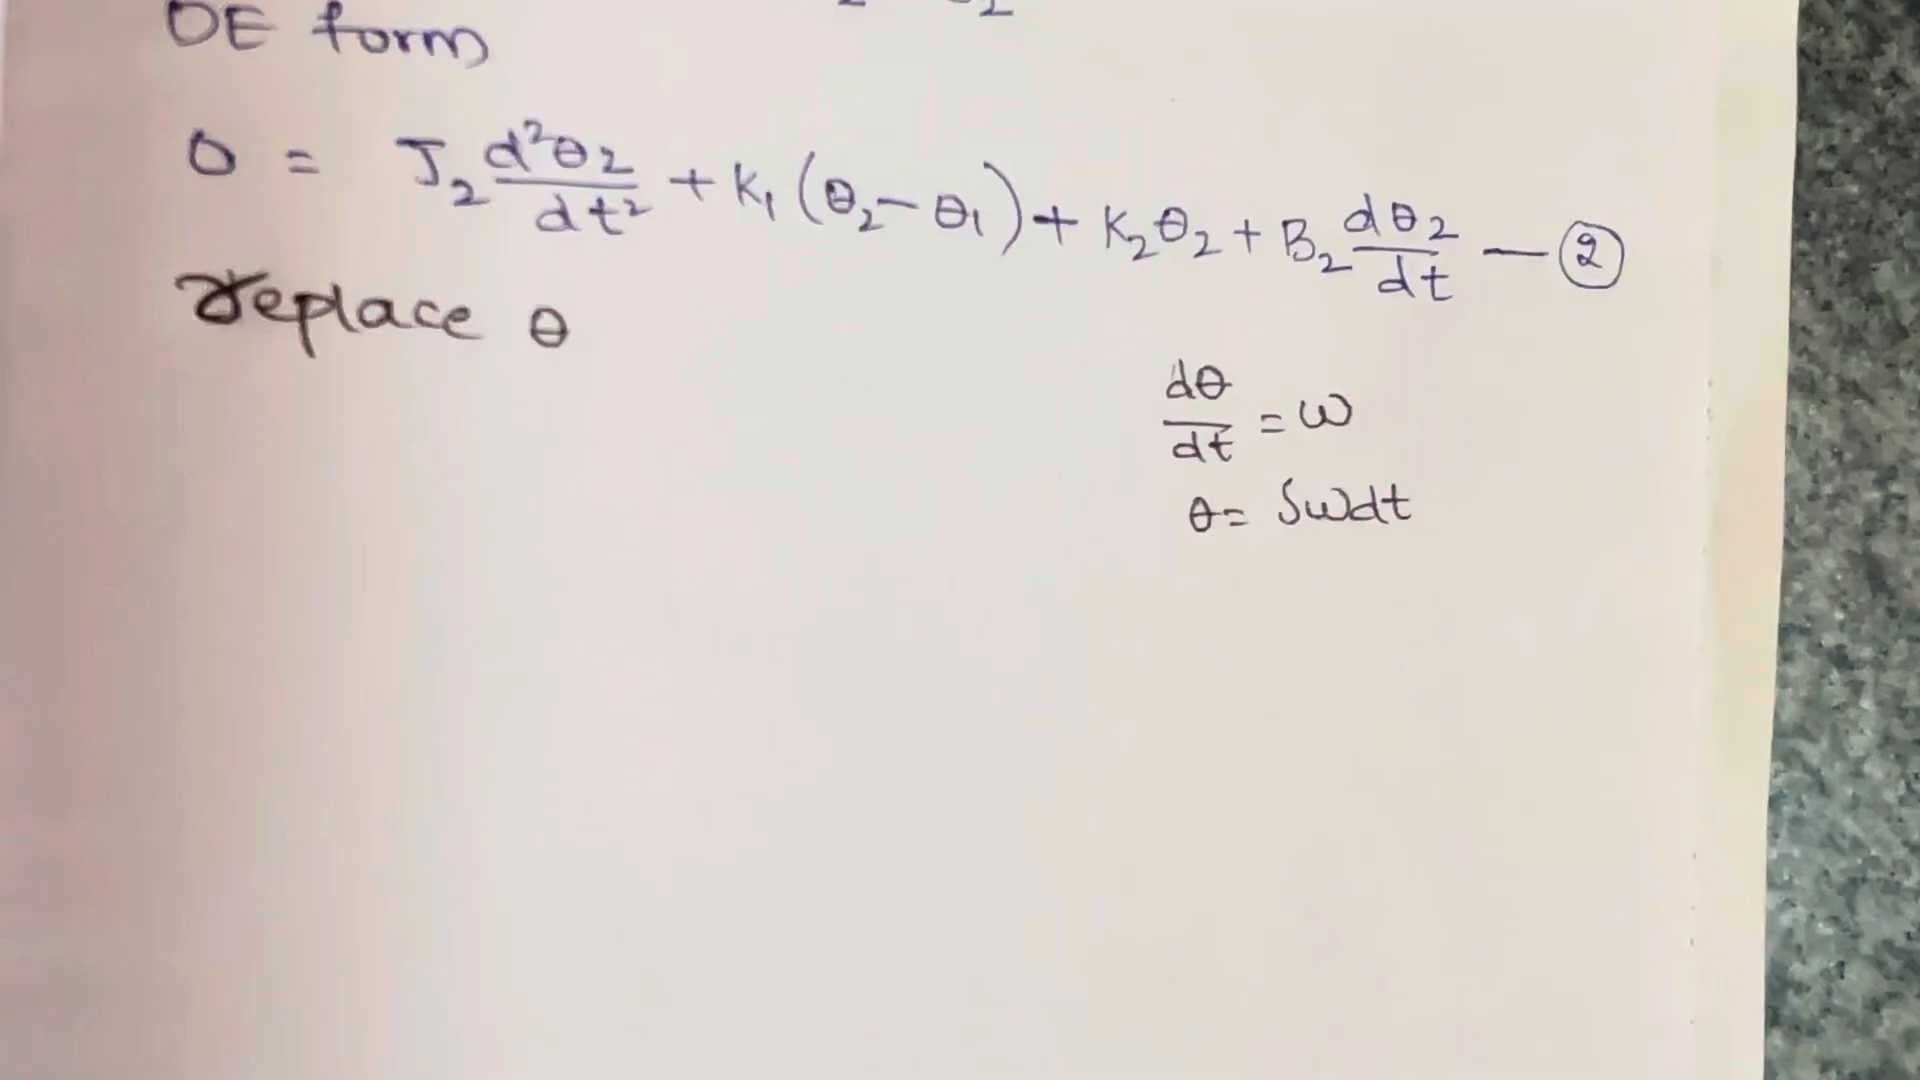 DE form
0 = J₂ d²θ₂/dt² + K₁ (θ₂ - θ₁) + K₂θ₂ + B₂ dθ₂/dt — ②
replace θ
dθ/dt = ω
θ = ∫ωdt